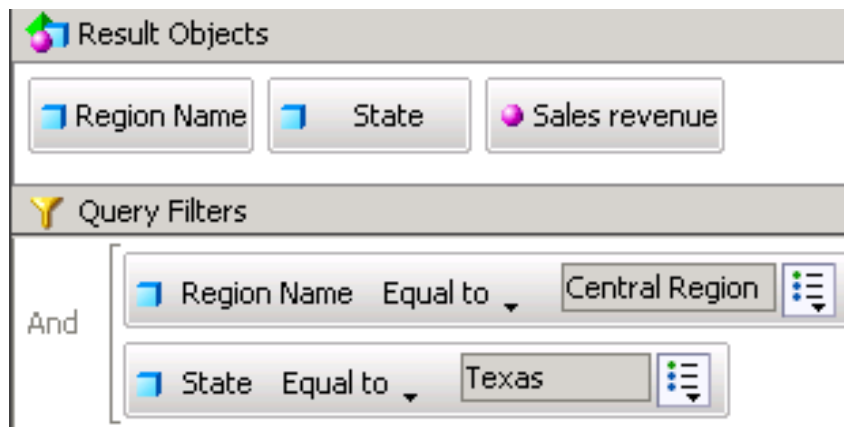 Result Objects
Region Name State Sales revenue
Query Filters
And
Region Name Equal to Central Region
State Equal to Texas